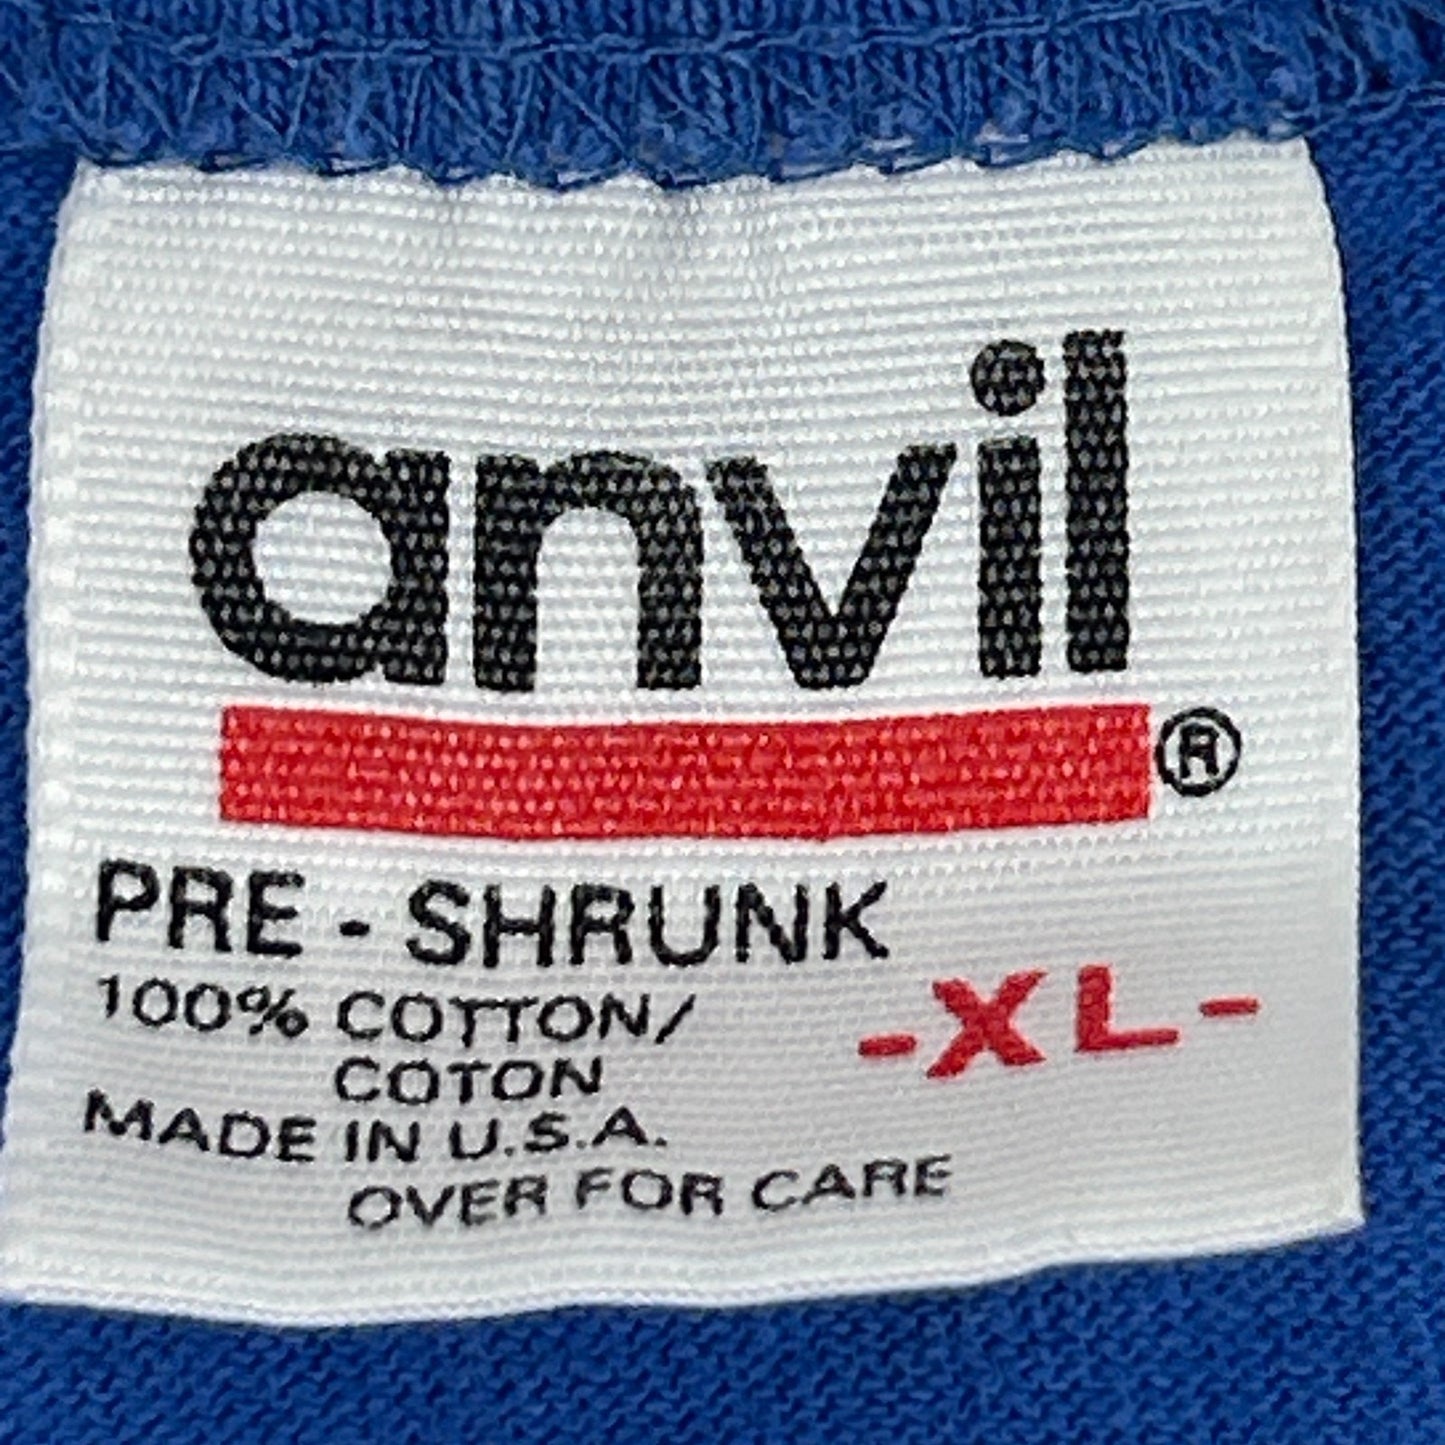 anvil®
PRE - SHRUNK
100% COTTON/
-XL-
COTON
MADE IN U.S.A.
OVER FOR CARE